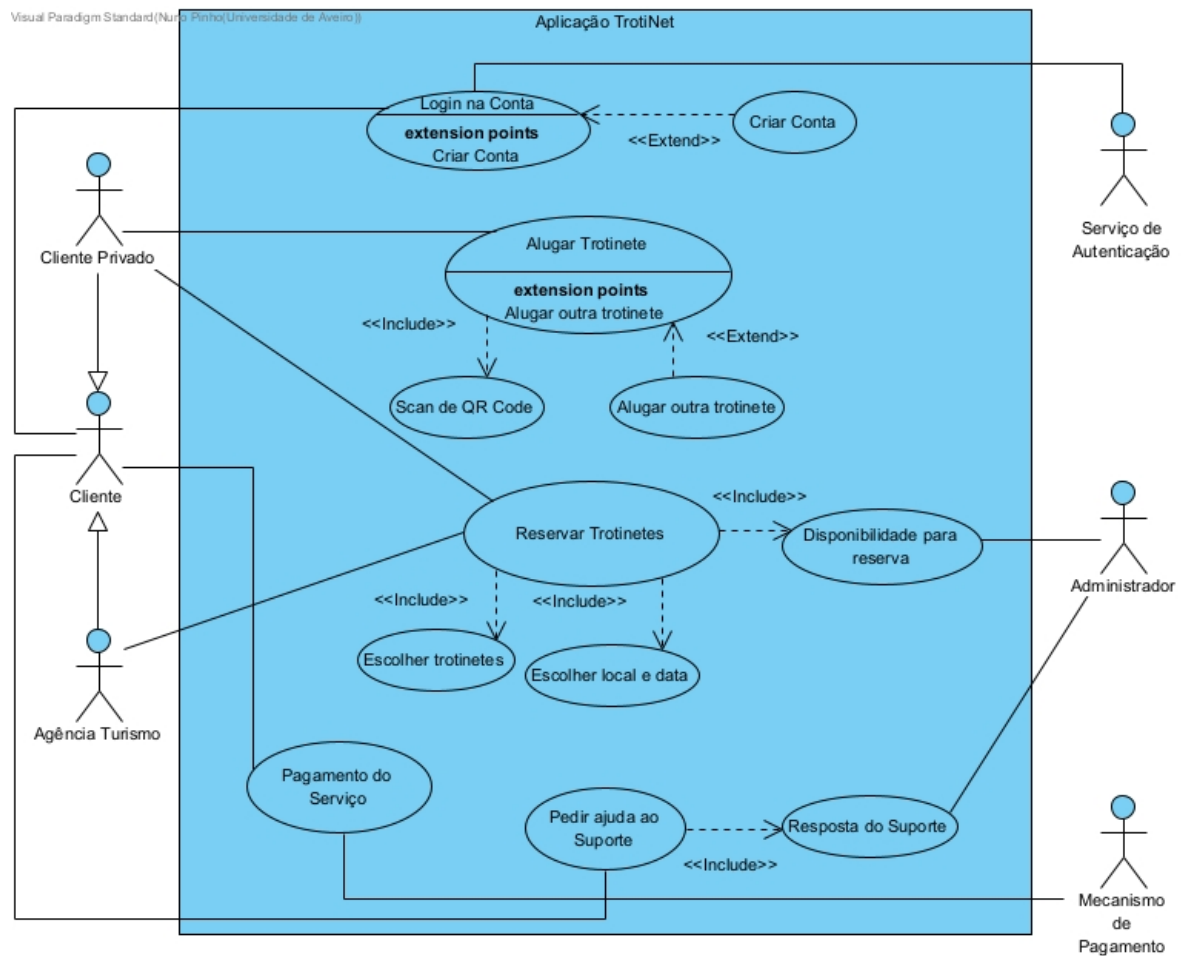 Visual Paradigm Standard(Nuno Pinho(Universidade de Aveiro))
Aplicação TrotiNet
Login na Conta
extension points
Criar Conta
<<Extend>>
Criar Conta
Serviço de
Autenticação
Cliente Privado
Alugar Trotinete
extension points
Alugar outra trotinete
<<Include>>
<<Extend>>
Scan de QR Code
Alugar outra trotinete
Cliente
Reservar Trotinetes
<<Include>>
Disponibilidade para
reserva
Administrador
<<Include>>
<<Include>>
Escolher trotinetes
Escolher local e data
Agência Turismo
Pagamento do
Serviço
Pedir ajuda ao
Suporte
<<Include>>
Resposta do Suporte
Mecanismo
de
Pagamento